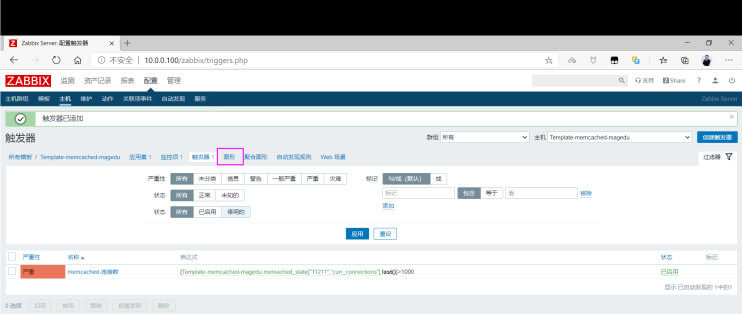 Zabbix Server: 配置触发器
不安全 | 10.0.0.100/zabbix/triggers.php
ZABBIX 监测 资产记录 报表 配置 管理 支持 Share ?
主机群组 模板 主机 维护 动作 关联项事件 自动发现 服务 Zabbix Server
触发器已添加
触发器 群组 所有 主机 Template-memcached-magedu 创建触发器
所有模板 / Template-memcached-magedu 应用集 1 监控项 1 触发器 1 图形 聚合图形 自动发现规则 Web 场景 过滤器
严重性 所有 未分类 信息 警告 一般严重 严重 灾难 标记 与/或 (默认) 或
状态 所有 正常 未知的 标记 包含 等于 值 移除
添加
状态 所有 已启用 停用的
应用 重设
严重性 名称 表达式 状态 标记
严重 memcached-连接数 {Template-memcached-magedu:memached_state["11211","curr_connections"].last()}>=1000 已启用
显示 已自动发现的 1中的1
0 选择 启用 禁用 复制 批量更新 删除